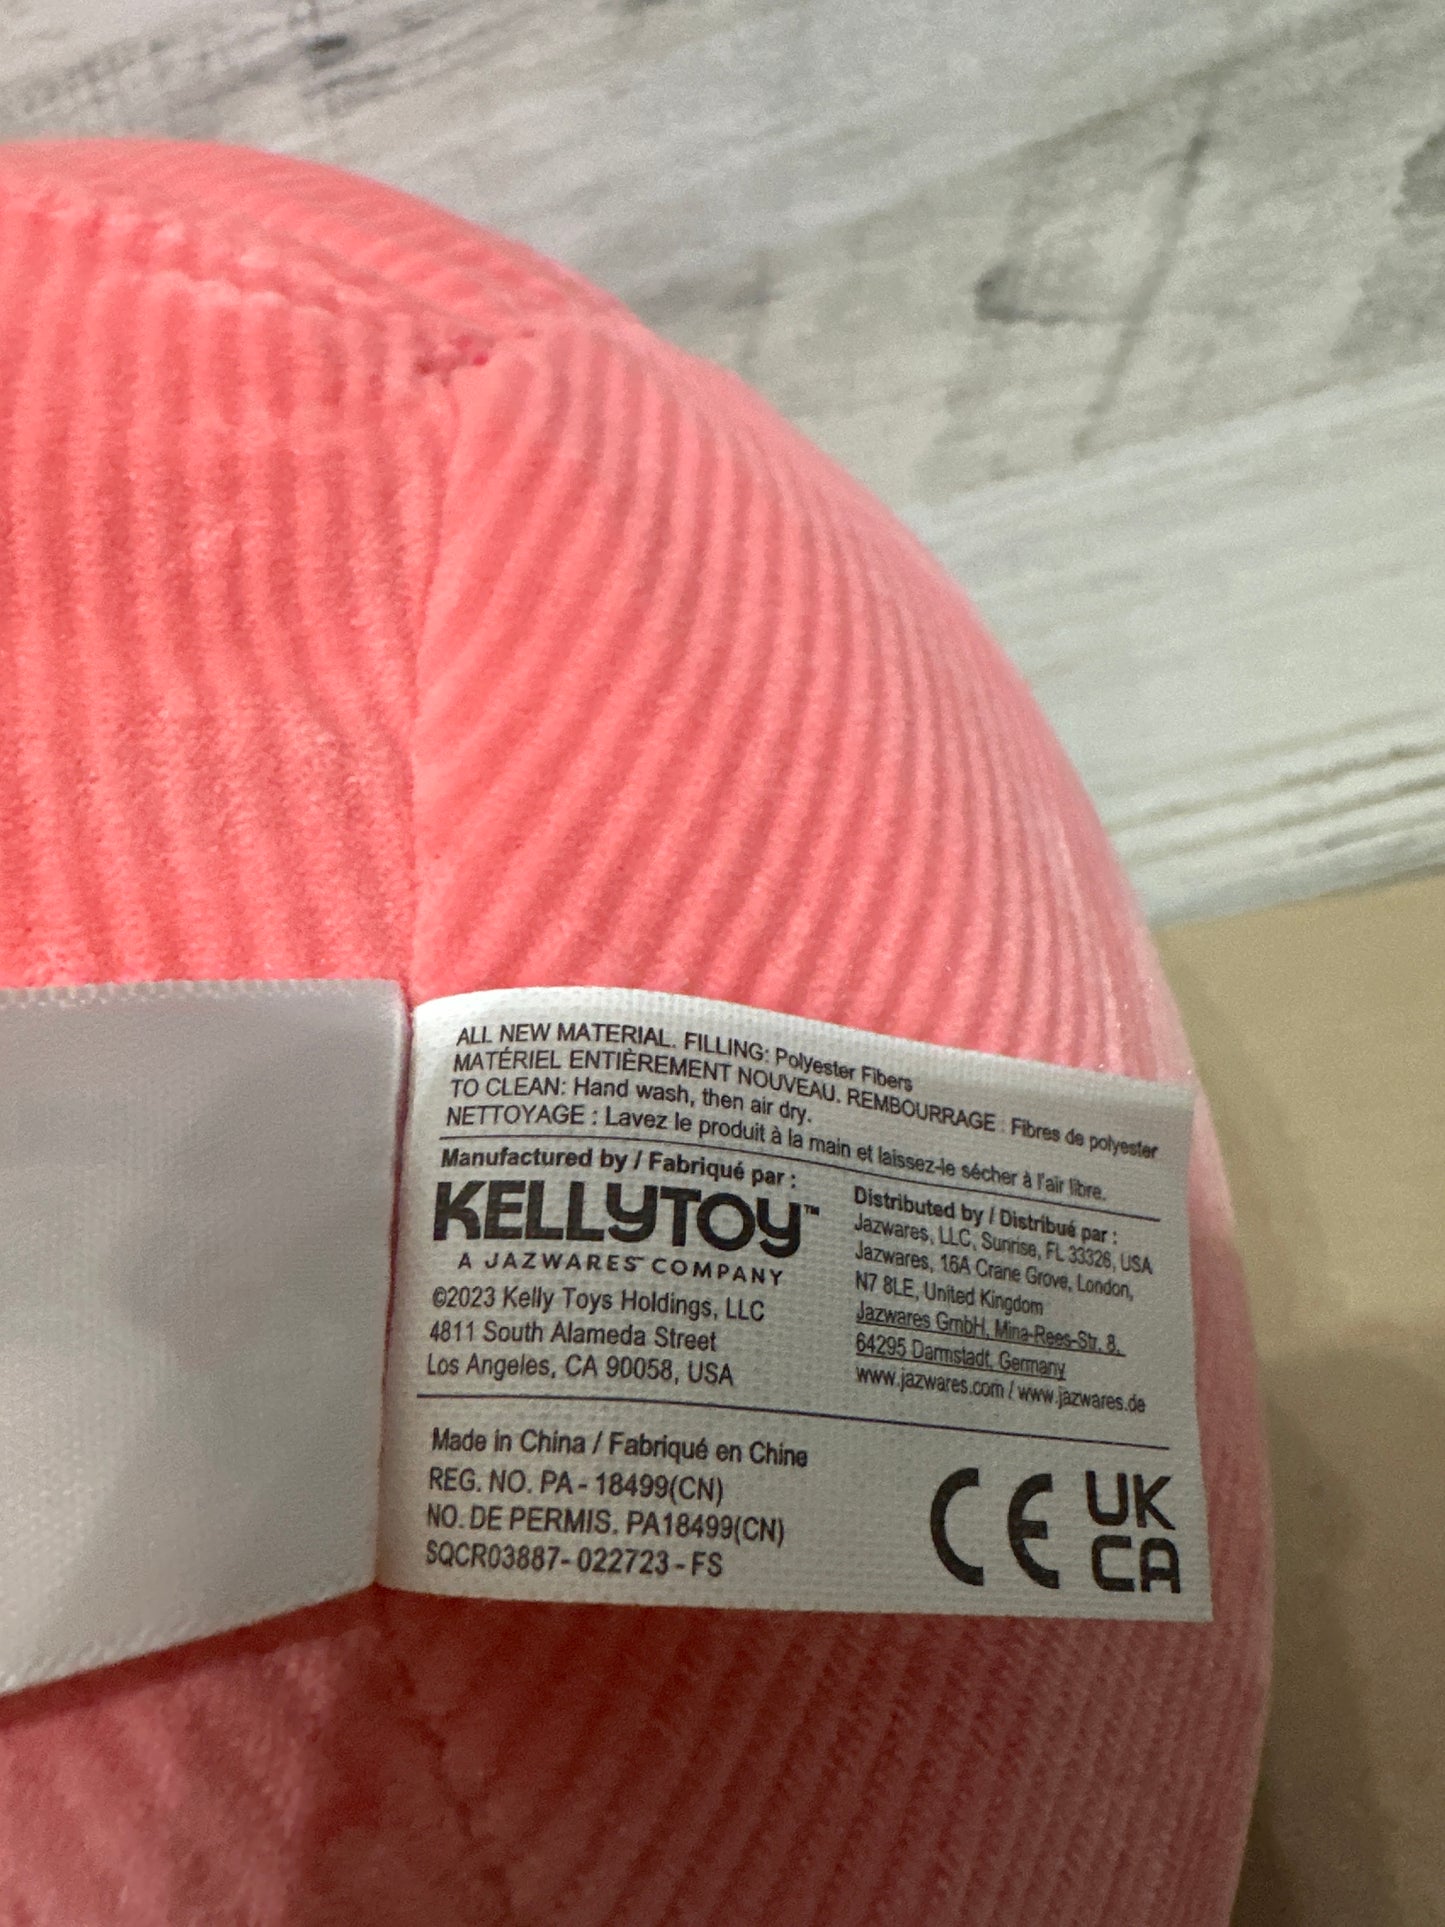 ALL NEW MATERIAL. FILLING: Polyester Fibers
MATÉRIEL ENTIÈREMENT NOUVEAU. REMBOURRAGE : Fibres de polyester
TO CLEAN: Hand wash, then air dry.
NETTOYAGE : Lavez le produit à la main et laissez-le sécher à l'air libre.
Manufactured by / Fabriqué par :
KELLYTOY™
A JAZWARES™ COMPANY
©2023 Kelly Toys Holdings, LLC
4811 South Alameda Street
Los Angeles, CA 90058, USA
Distributed by / Distribué par :
Jazwares, LLC, Sunrise, FL 33326, USA
Jazwares, 16A Crane Grove, London,
N7 8LE, United Kingdom
Jazwares GmbH, Mina-Rees-Str. 8,
64295 Darmstadt, Germany
www.jazwares.com / www.jazwares.de
Made in China / Fabriqué en Chine
REG. NO. PA - 18499(CN)
NO. DE PERMIS. PA18499(CN)
SQCR03887- 022723 - FS
CE
UK
CA